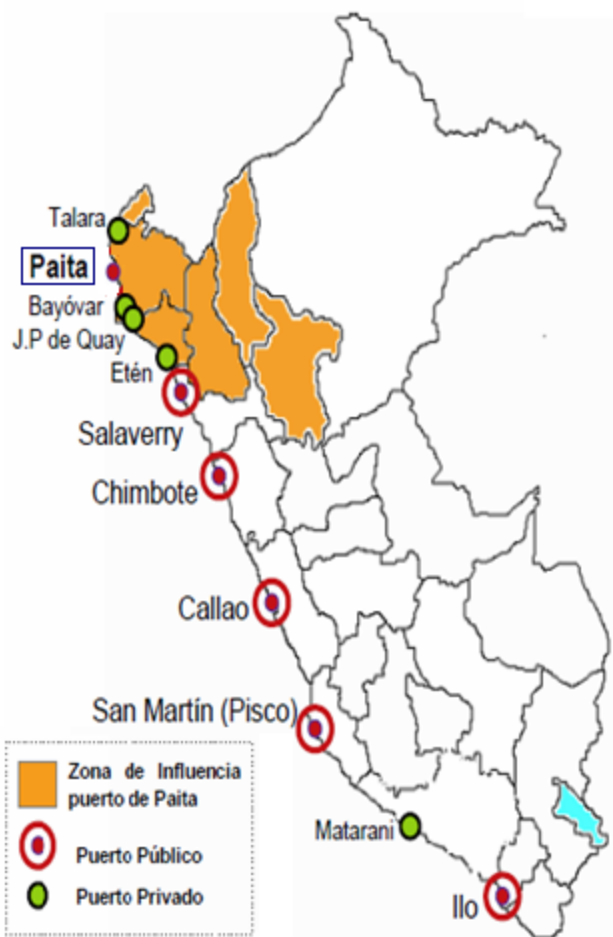 Talara
Paita
Bayóvar
J.P de Quay
Etén
Salaverry
Chimbote
Callao
San Martín (Pisco)
Zona de Influencia
puerto de Paita
Matarani
Puerto Público
Puerto Privado
Ilo